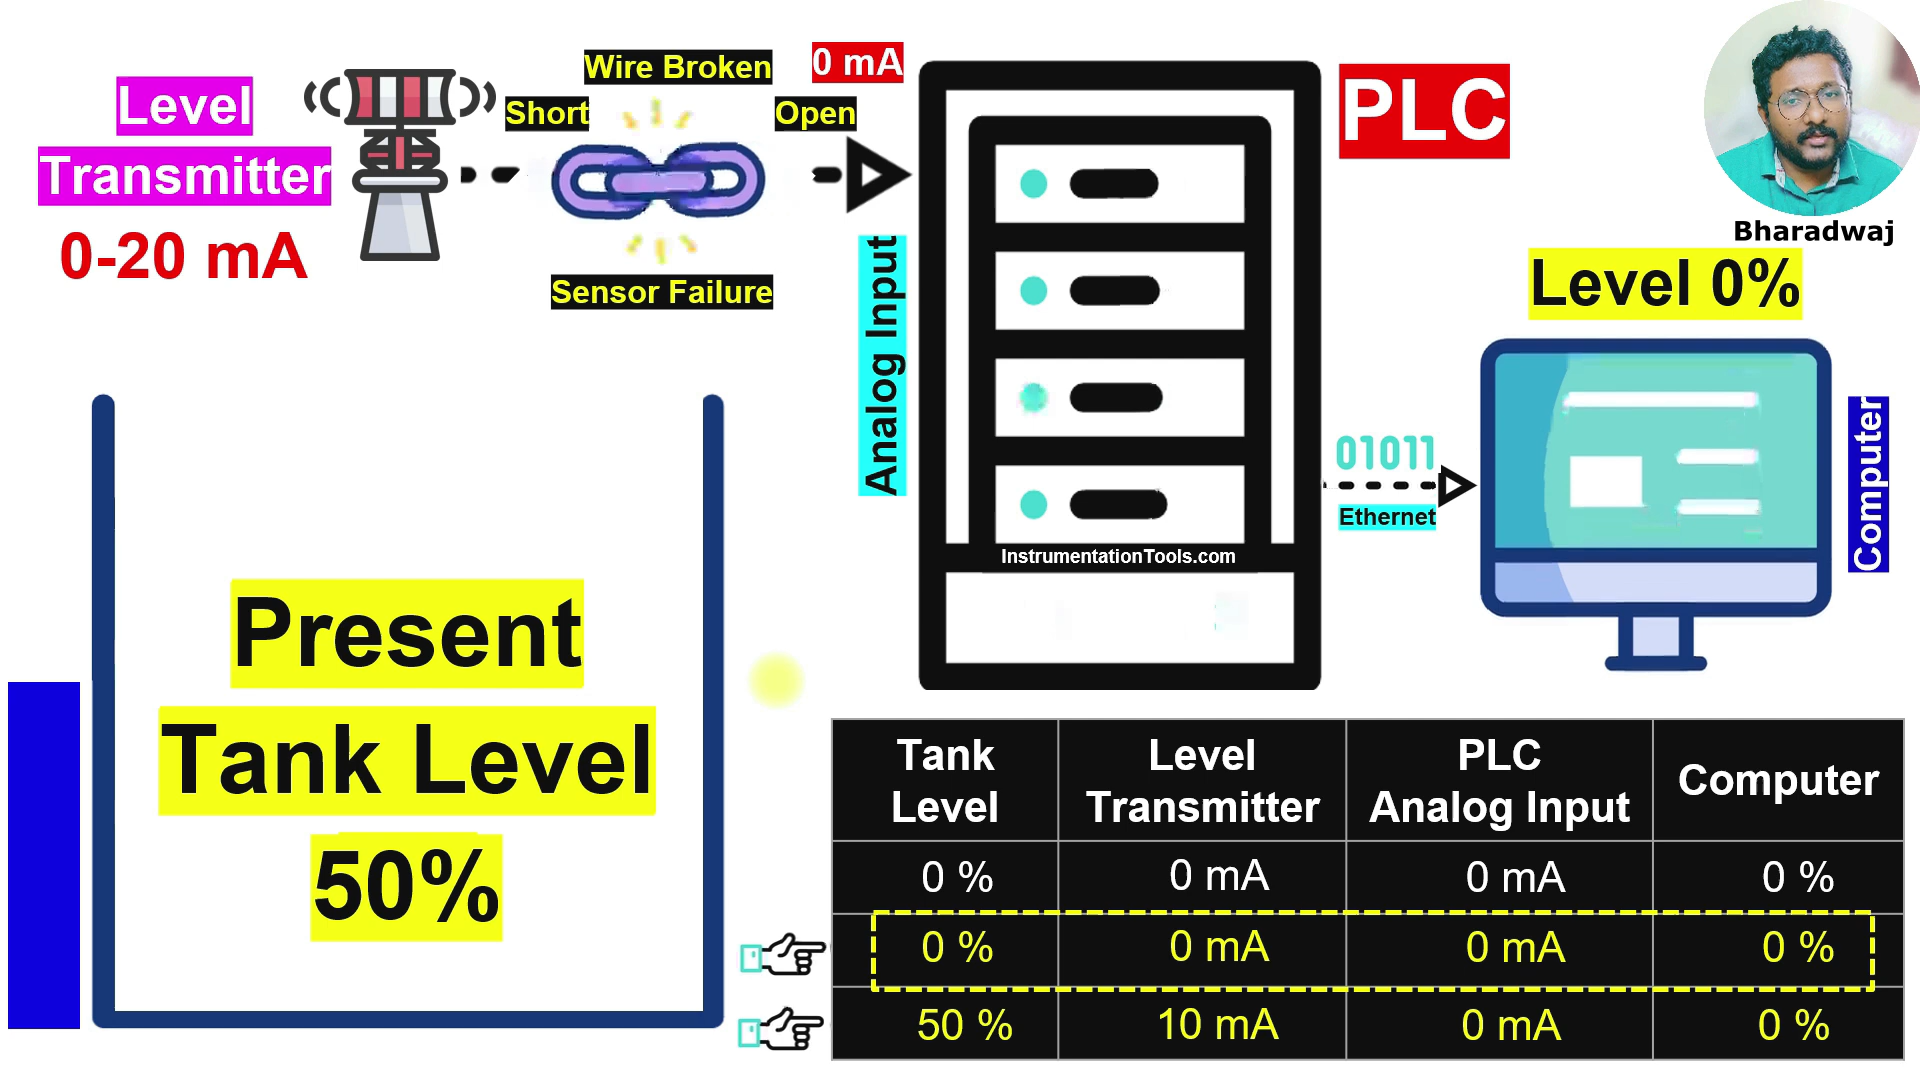 Level
Transmitter
0-20 mA
Wire Broken
Short
Open
Sensor Failure
0 mA
PLC
Analog Input
InstrumentationTools.com
01011
Ethernet
Bharadwaj
Level 0%
Computer
Present
Tank Level
50%
Tank Level | Level Transmitter | PLC Analog Input | Computer
0 % | 0 mA | 0 mA | 0 %
0 % | 0 mA | 0 mA | 0 %
50 % | 10 mA | 0 mA | 0 %